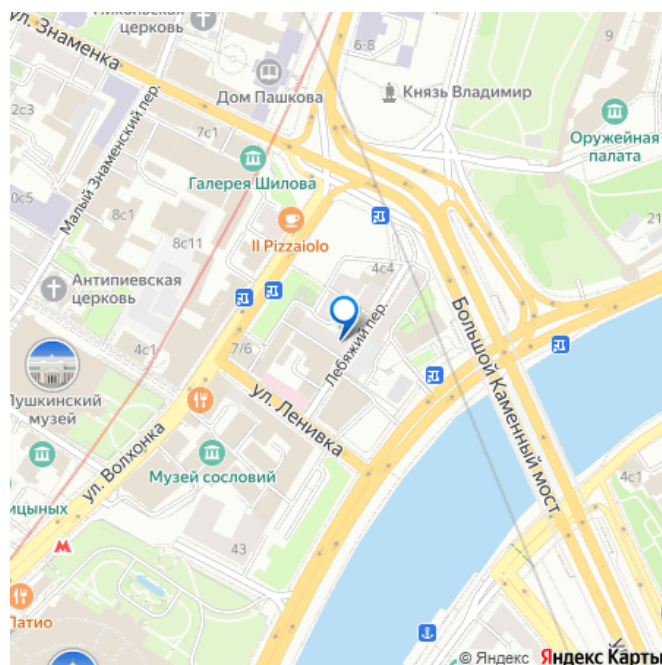 Никольская
церковь
ул. Знаменка
6-8
9
Дом Пашкова
Князь Владимир
2с3
Малый Знаменский пер.
7с1
Оружейная
палата
Галерея Шилова
0с5
8с1
21
Il Pizzaiolo
8с11
4с4
Антипиевская
церковь
Большой Каменный мост
Лебяжий пер.
4с1
7/6
Пушкинский
музей
ул. Ленивка
ул. Волхонка
Музей сословий
ицыных
4с1
43
Патио
© Яндекс Яндекс Карты